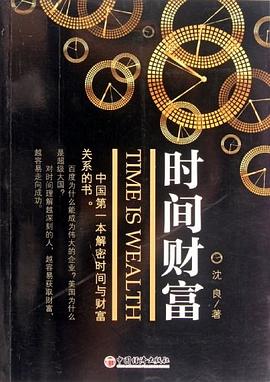 时间财富
沈良/著
TIME IS WEALTH
中国第一本解密时间与财富
关系的书。
百度为什么能成为伟大的企业?美国为什么
是超级大国?
对时间理解越深刻的人,越容易获取财富,
越容易走向成功。
中国经济出版社